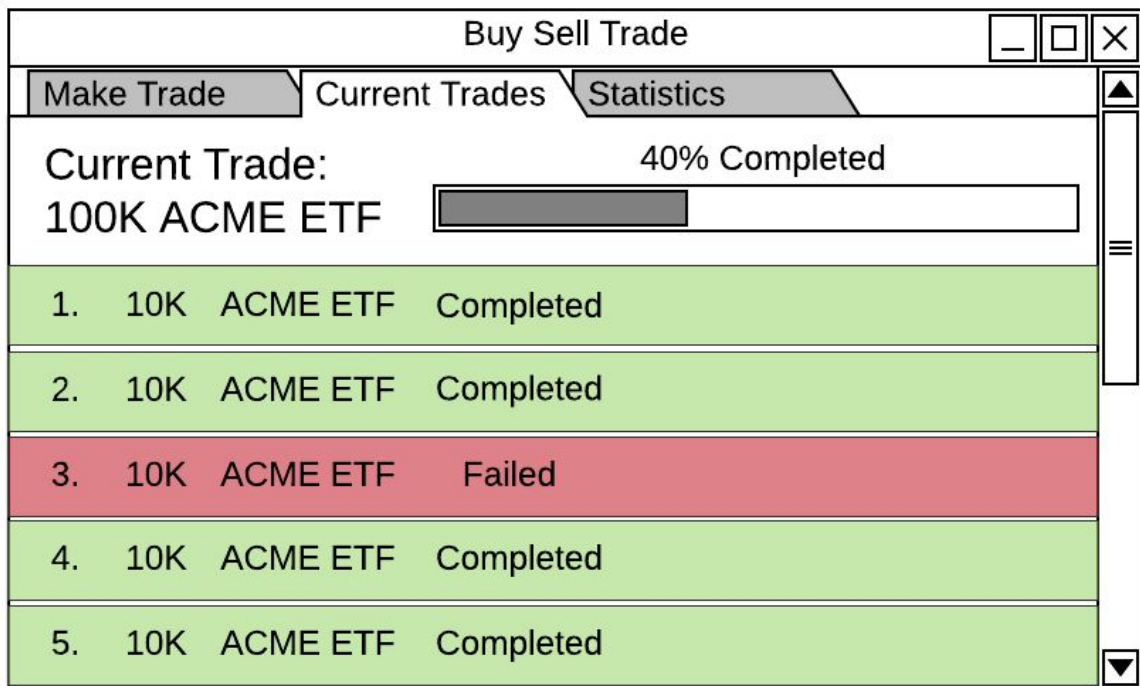 Buy Sell Trade
Make Trade Current Trades Statistics
Current Trade: 40% Completed
100K ACME ETF
1. 10K ACME ETF Completed
2. 10K ACME ETF Completed
3. 10K ACME ETF Failed
4. 10K ACME ETF Completed
5. 10K ACME ETF Completed